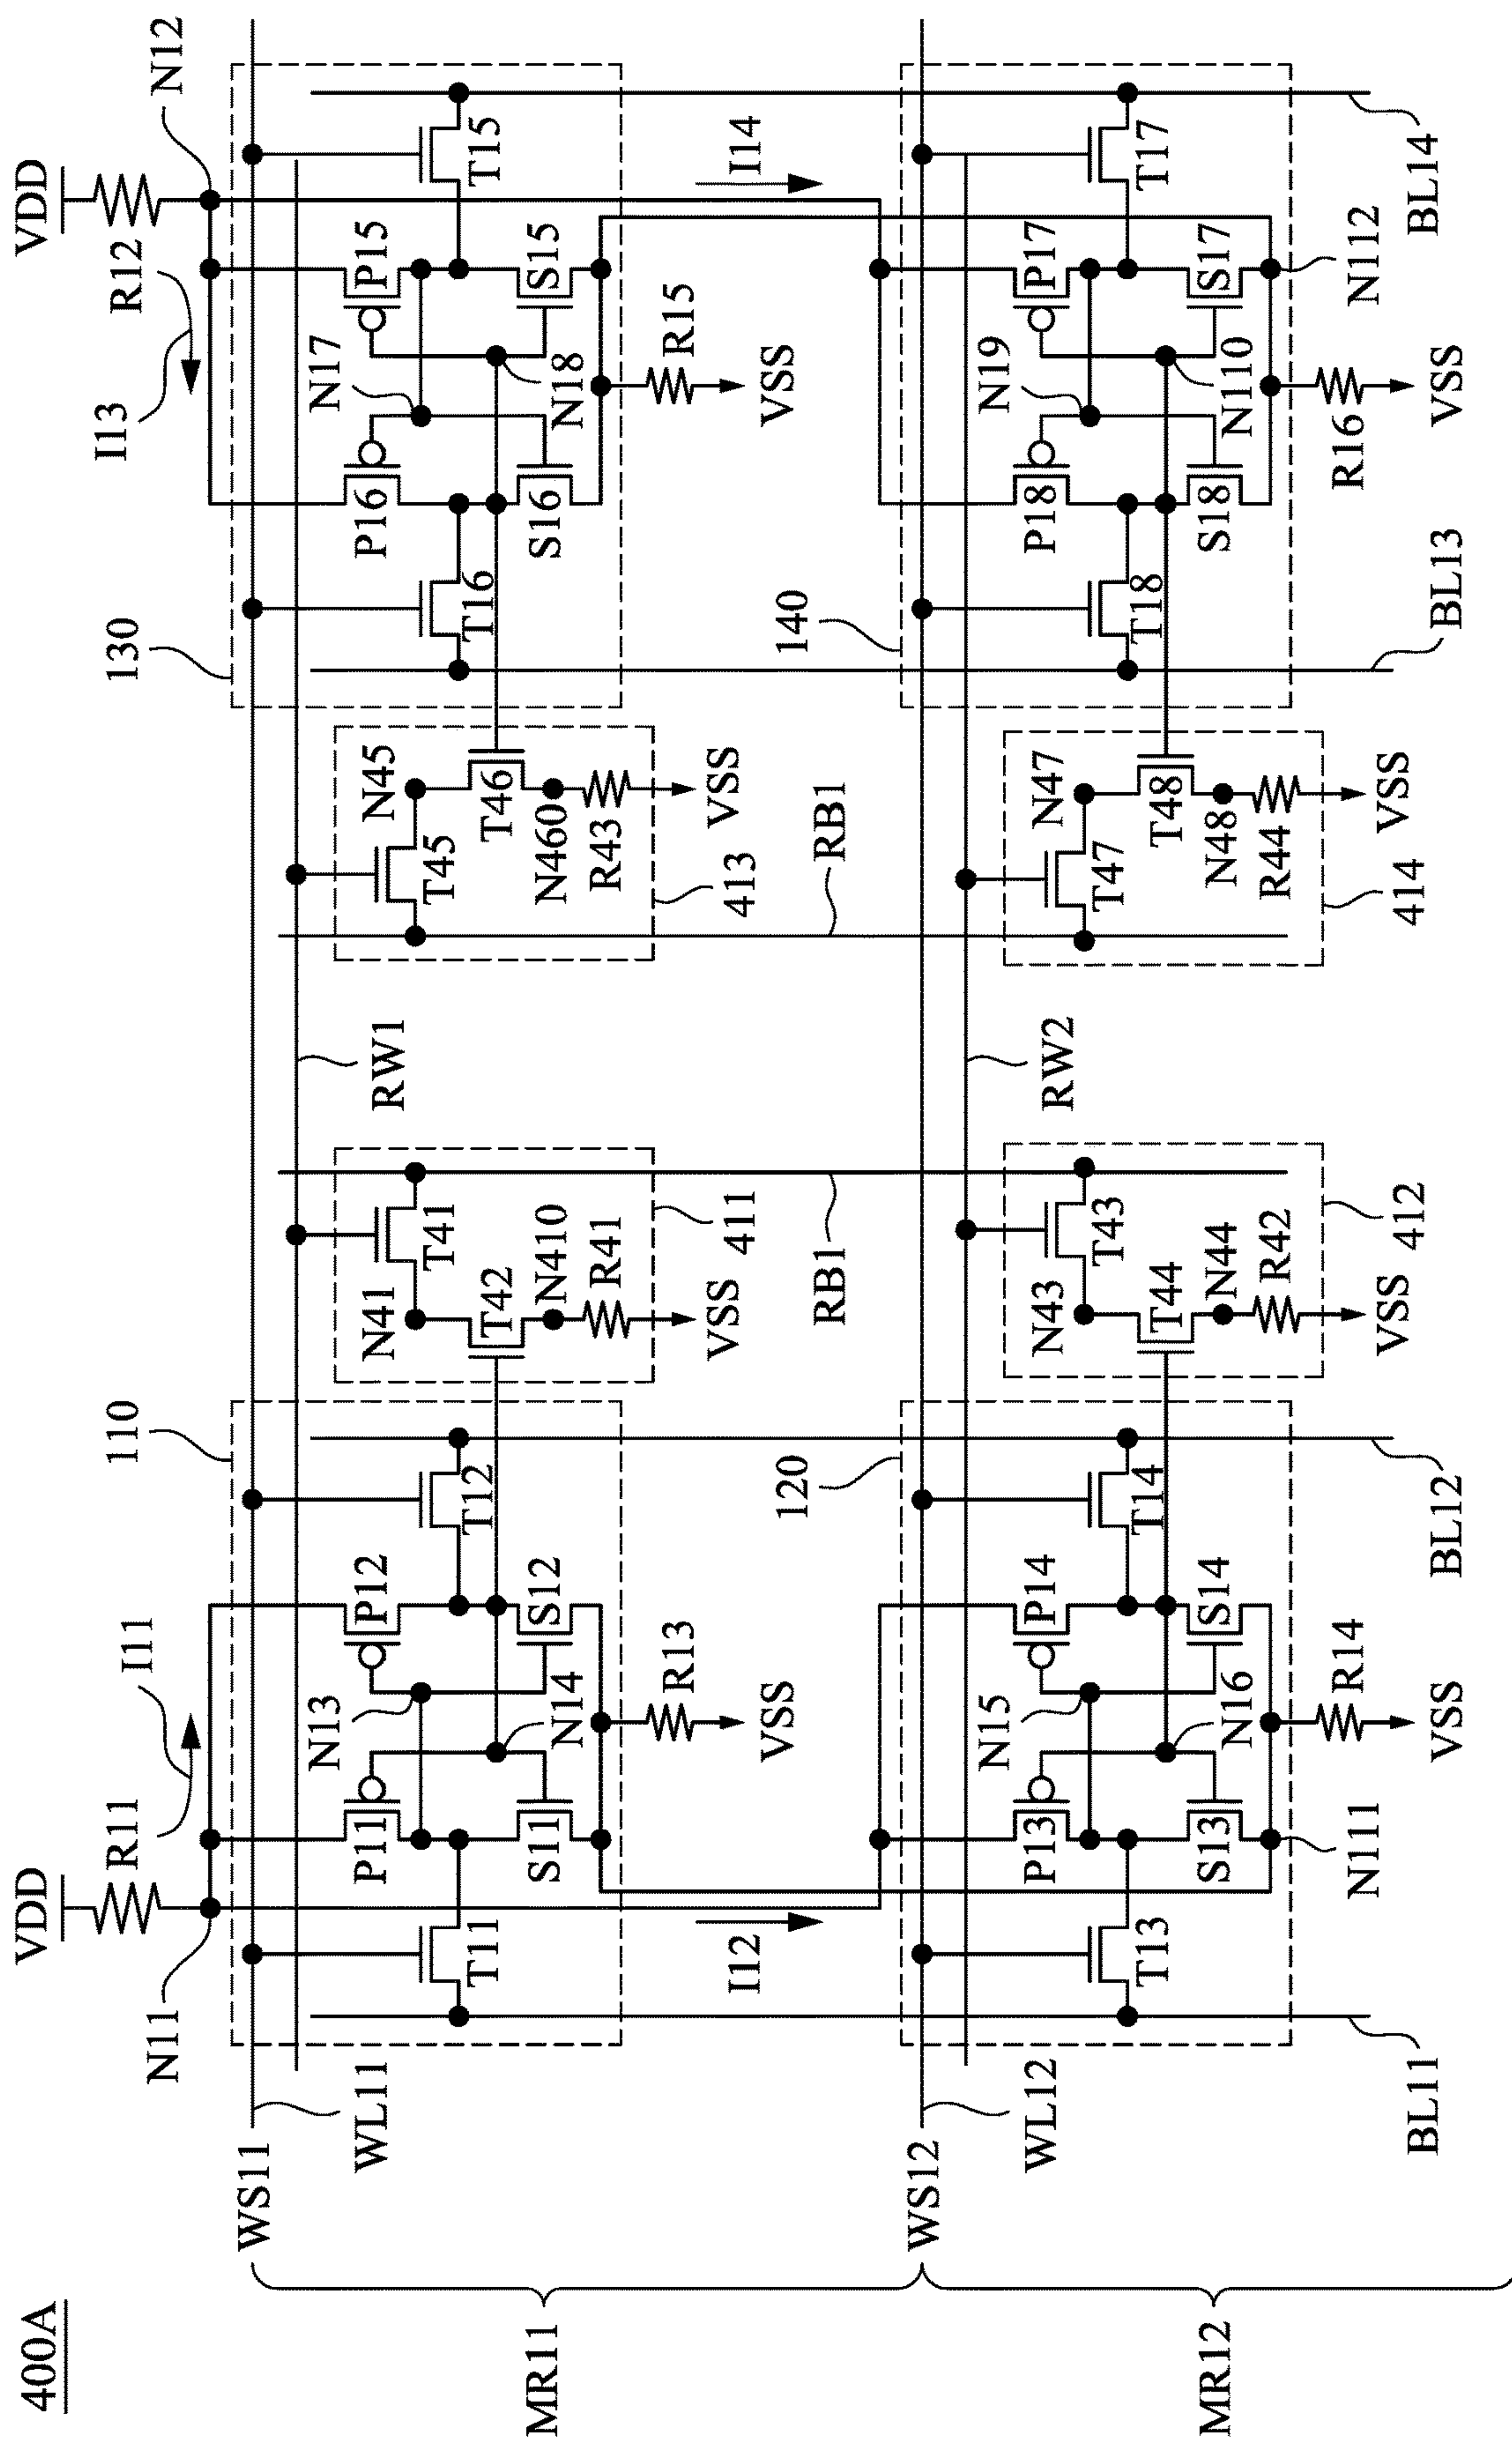 400A
VDD
R11
N11
I11
VDD
R12
N12
I13
WS11
WL11
110
130
RW1
MR11
T11
P11
N13
P12
T12
S11
N14
S12
R13
VSS
N41
T41
T42
N410
R41
VSS
411
RB1
N45
T45
T46
N460
R43
VSS
413
RB1
T16
P16
N17
P15
T15
S16
N18
S15
R15
VSS
I12
I14
WS12
WL12
120
140
RW2
MR12
T13
P13
N15
P14
T14
S13
N16
S14
N111
R14
VSS
BL11
BL12
N43
T43
T44
N44
R42
VSS
412
N47
T47
T48
N48
R44
VSS
414
T18
P18
N19
P17
T17
S18
N110
S17
R16
VSS
N112
BL13
BL14